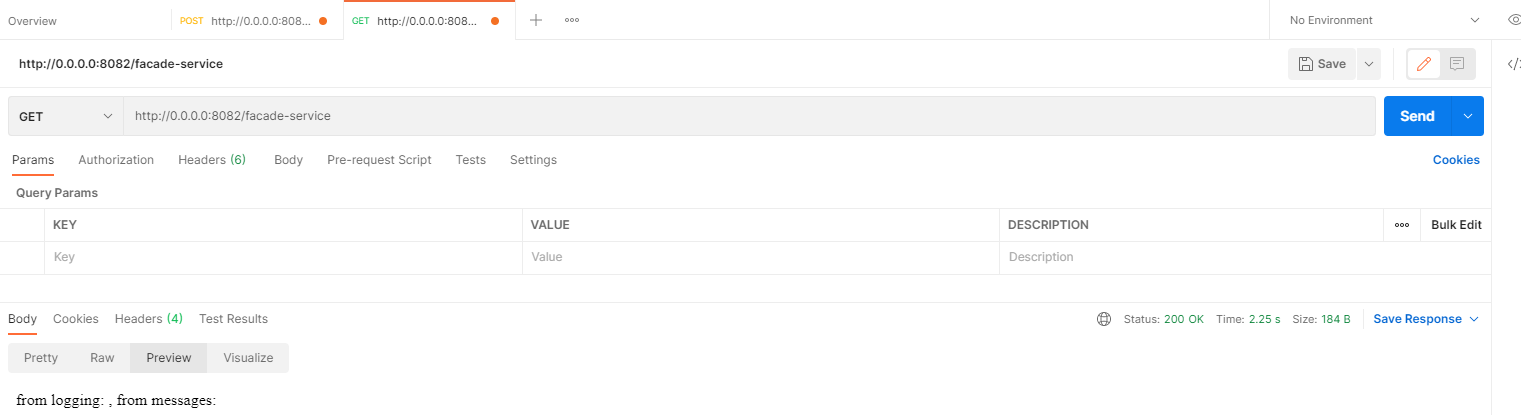 Overview POST http://0.0.0.0:808... GET http://0.0.0.0:808... No Environment
http://0.0.0.0:8082/facade-service Save
GET http://0.0.0.0:8082/facade-service Send
Params Authorization Headers (6) Body Pre-request Script Tests Settings Cookies
Query Params
KEY VALUE DESCRIPTION Bulk Edit
Key Value Description
Body Cookies Headers (4) Test Results Status: 200 OK Time: 2.25 s Size: 184 B Save Response
Pretty Raw Preview Visualize
from logging: , from messages: